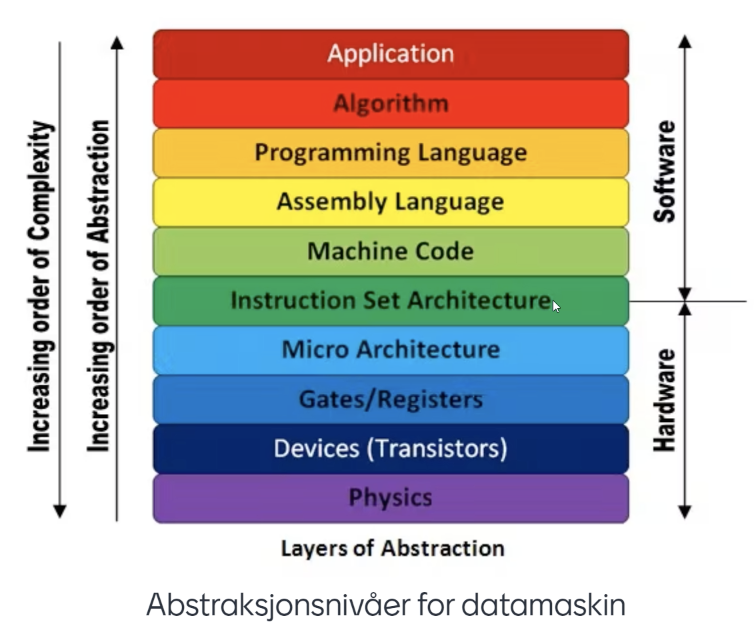 Application
Algorithm
Programming Language
Assembly Language
Machine Code
Instruction Set Architecture
Micro Architecture
Gates/Registers
Devices (Transistors)
Physics
Increasing order of Complexity
Increasing order of Abstraction
Software
Hardware
Layers of Abstraction
Abstraksjonsnivåer for datamaskin